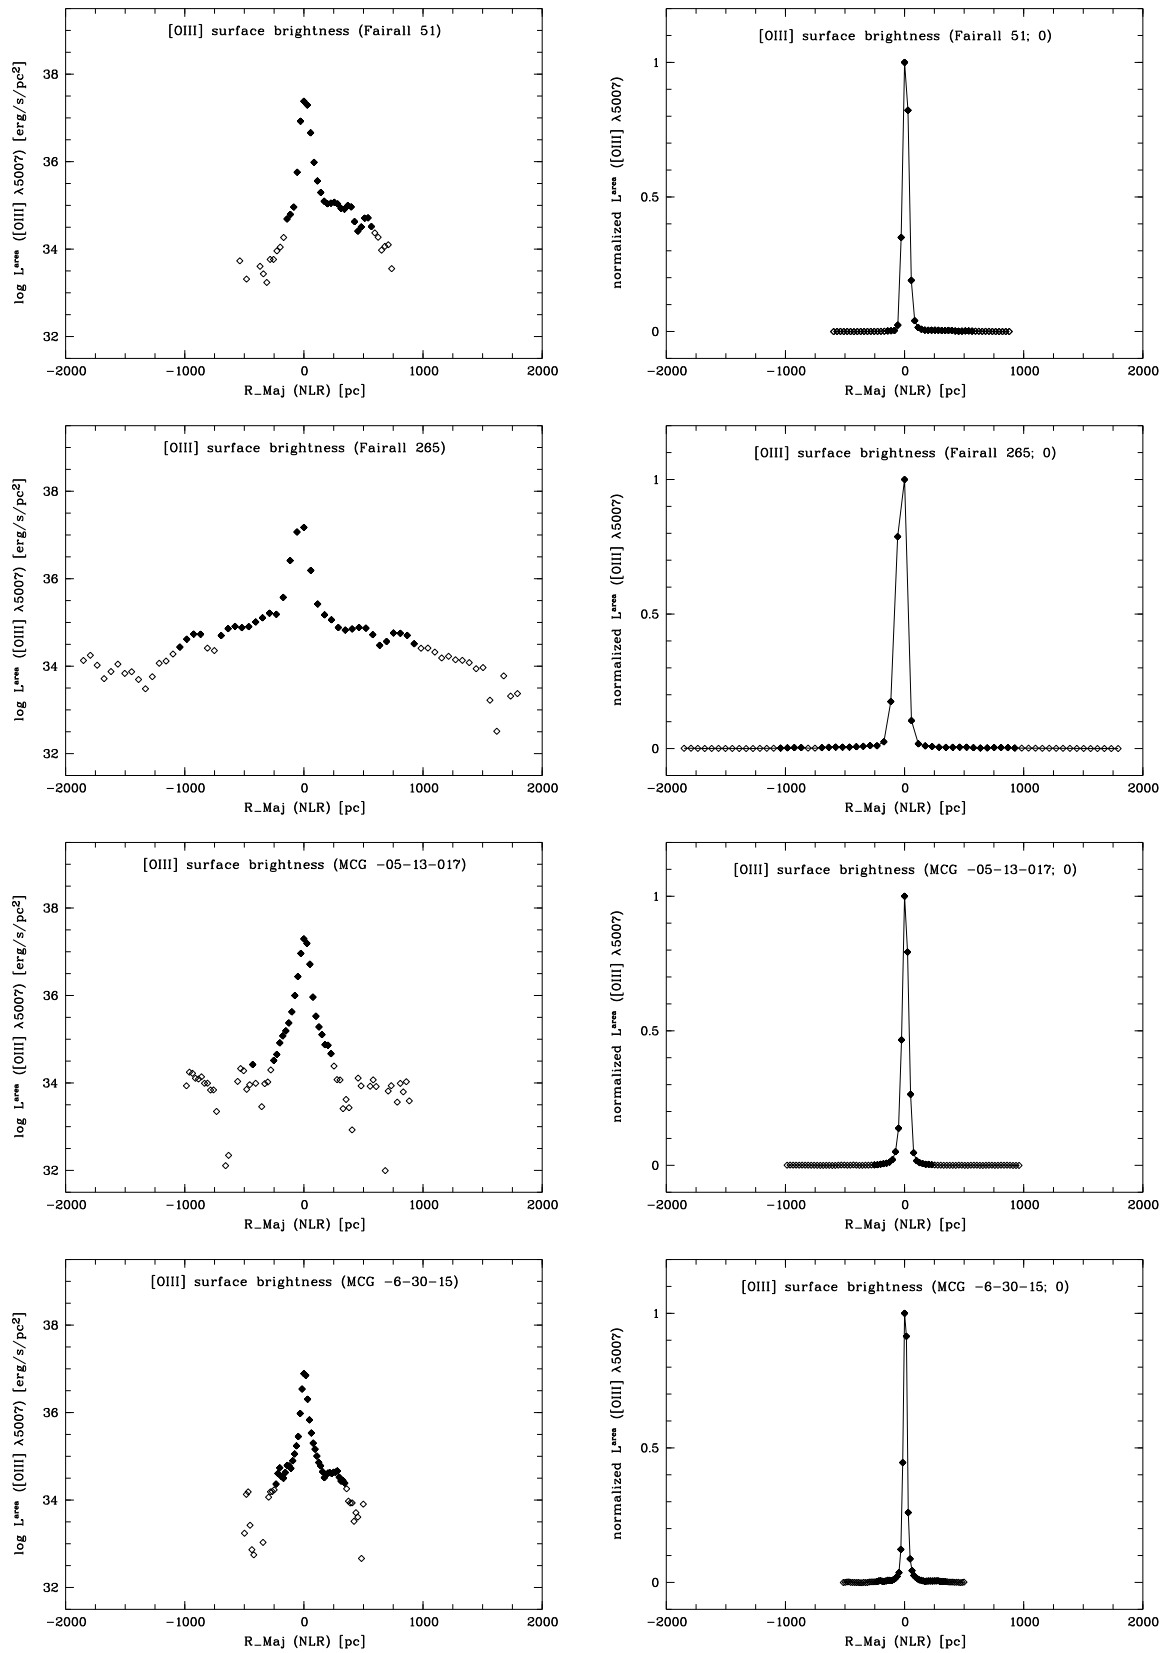 [OIII] surface brightness (Fairall 51)
log L^area ([OIII] λ5007) [erg/s/pc²]
38
36
34
32
-2000 -1000 0 1000 2000
R_Maj (NLR) [pc]
[OIII] surface brightness (Fairall 51; 0)
normalized L^area ([OIII] λ5007)
1
0.5
0
-2000 -1000 0 1000 2000
R_Maj (NLR) [pc]
[OIII] surface brightness (Fairall 265)
log L^area ([OIII] λ5007) [erg/s/pc²]
38
36
34
32
-2000 -1000 0 1000 2000
R_Maj (NLR) [pc]
[OIII] surface brightness (Fairall 265; 0)
normalized L^area ([OIII] λ5007)
1
0.5
0
-2000 -1000 0 1000 2000
R_Maj (NLR) [pc]
[OIII] surface brightness (MCG -05-13-017)
log L^area ([OIII] λ5007) [erg/s/pc²]
38
36
34
32
-2000 -1000 0 1000 2000
R_Maj (NLR) [pc]
[OIII] surface brightness (MCG -05-13-017; 0)
normalized L^area ([OIII] λ5007)
1
0.5
0
-2000 -1000 0 1000 2000
R_Maj (NLR) [pc]
[OIII] surface brightness (MCG -6-30-15)
log L^area ([OIII] λ5007) [erg/s/pc²]
38
36
34
32
-2000 -1000 0 1000 2000
R_Maj (NLR) [pc]
[OIII] surface brightness (MCG -6-30-15; 0)
normalized L^area ([OIII] λ5007)
1
0.5
0
-2000 -1000 0 1000 2000
R_Maj (NLR) [pc]